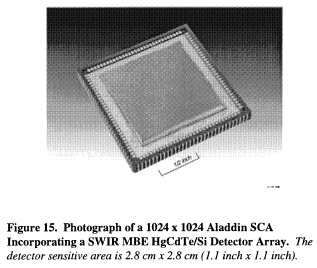 1/2 inch
Figure 15. Photograph of a 1024 x 1024 Aladdin SCA
Incorporating a SWIR MBE HgCdTe/Si Detector Array. The
detector sensitive area is 2.8 cm x 2.8 cm (1.1 inch x 1.1 inch).